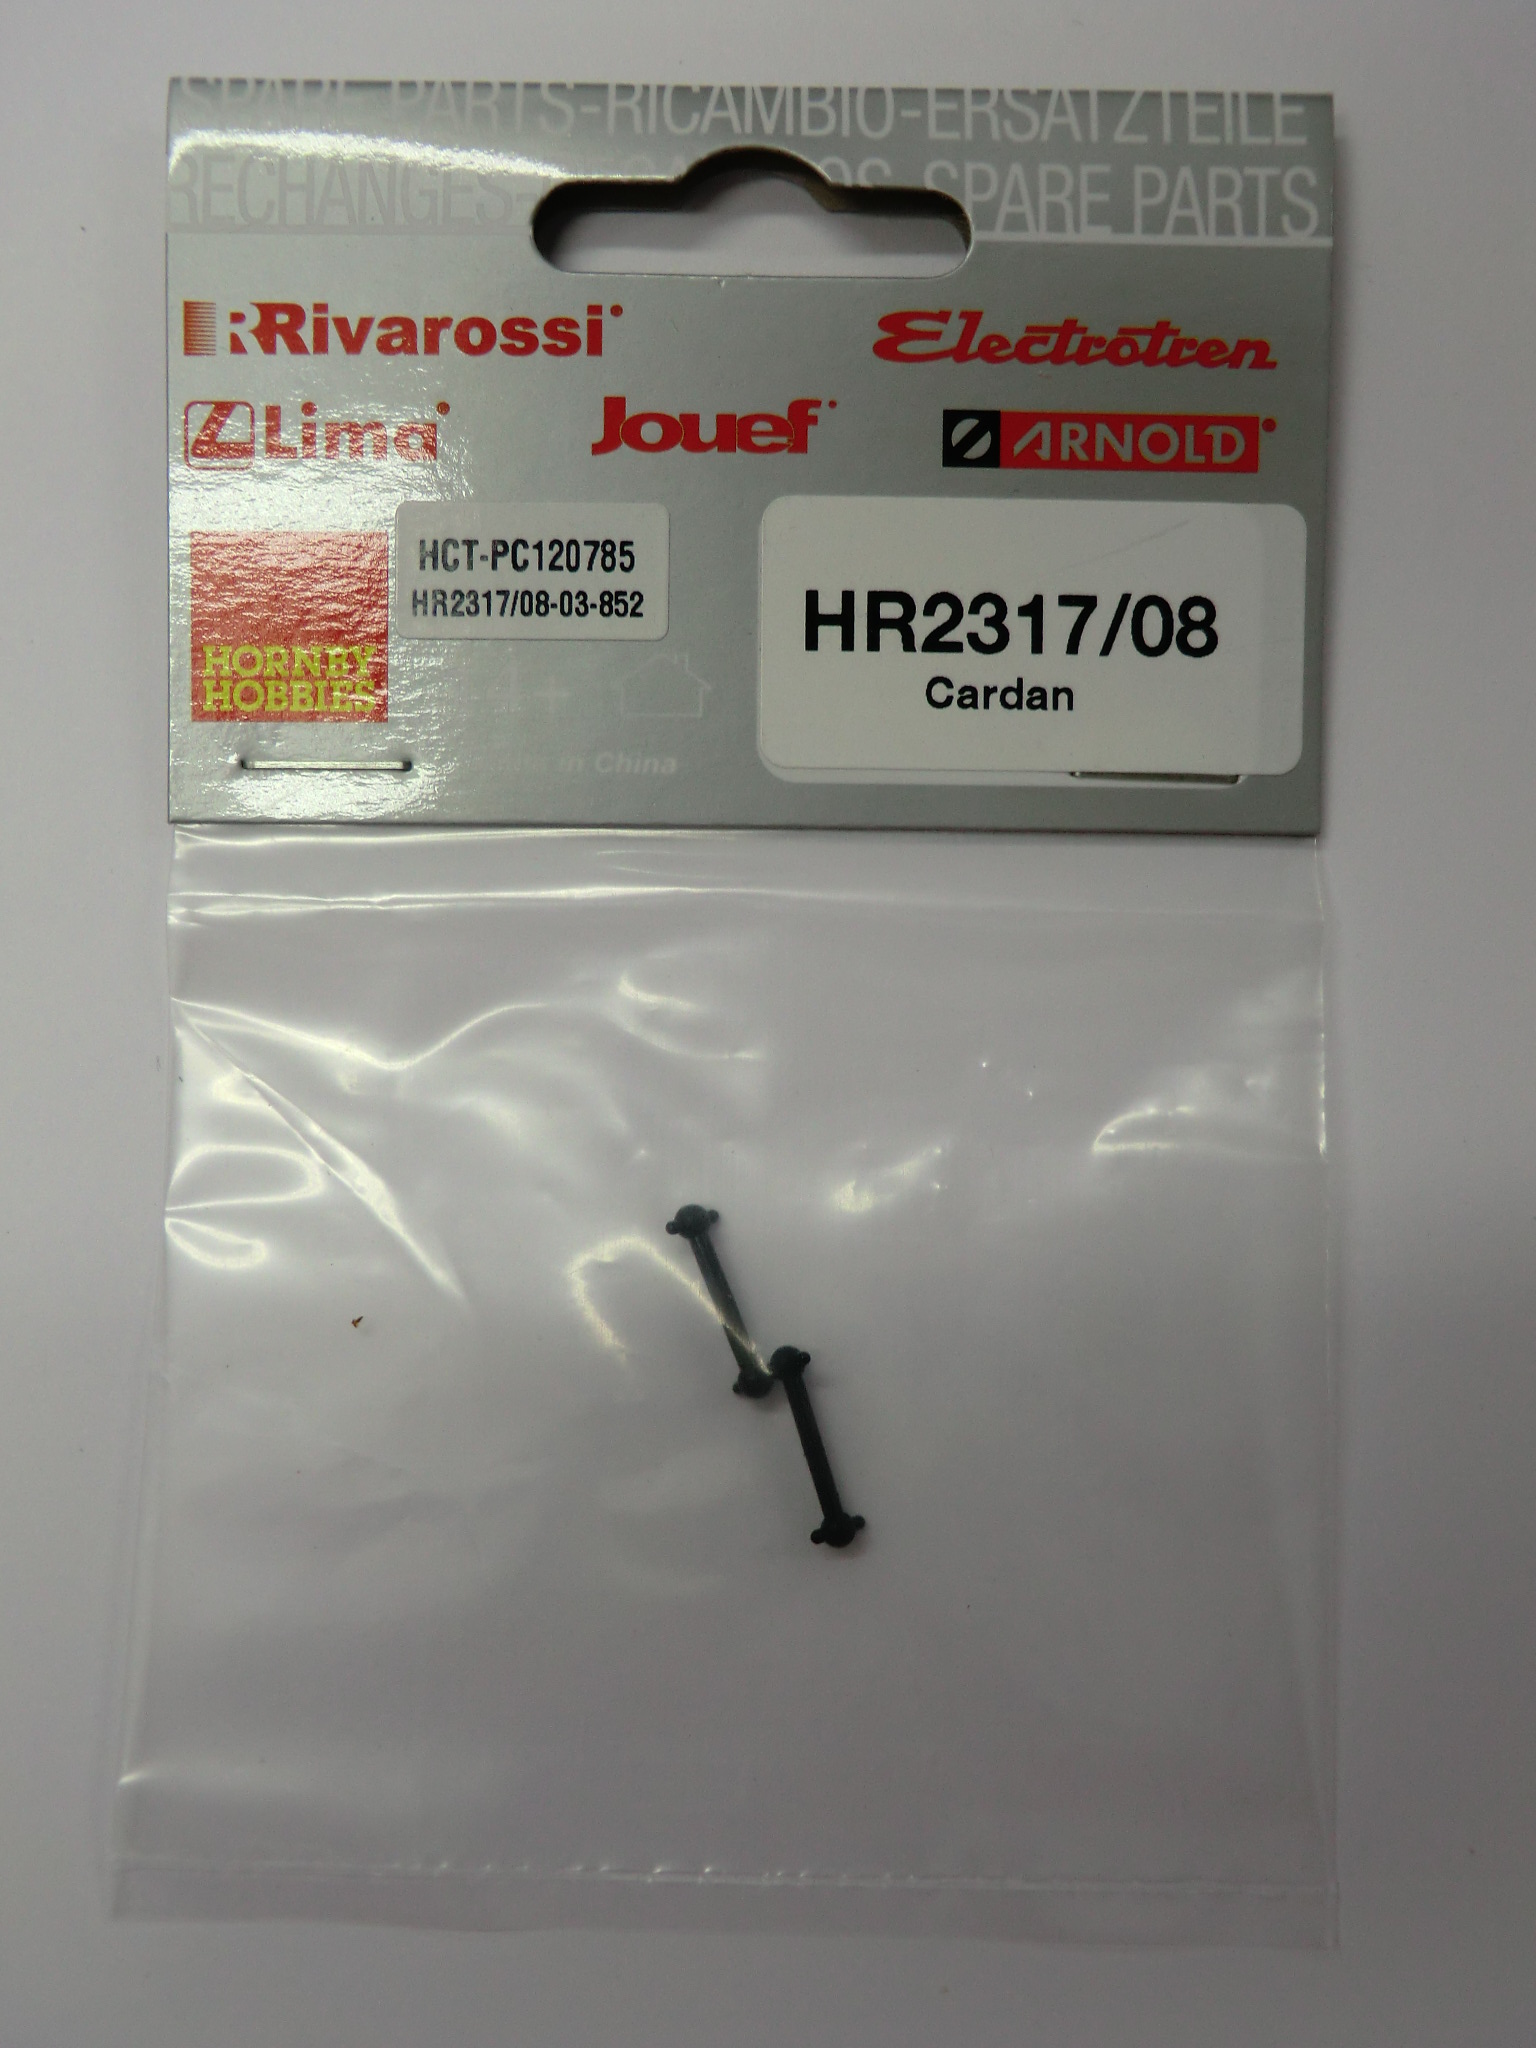 SPARE PARTS-RICAMBIO-ERSATZTEILE
RECHANGES- SPARE PARTS
Rivarossi
Electrotren
Lima
Jouef
ARNOLD
HCT-PC120785
HR2317/08-03-852
HORNBY
HOBBIES
HR2317/08
Cardan
in China